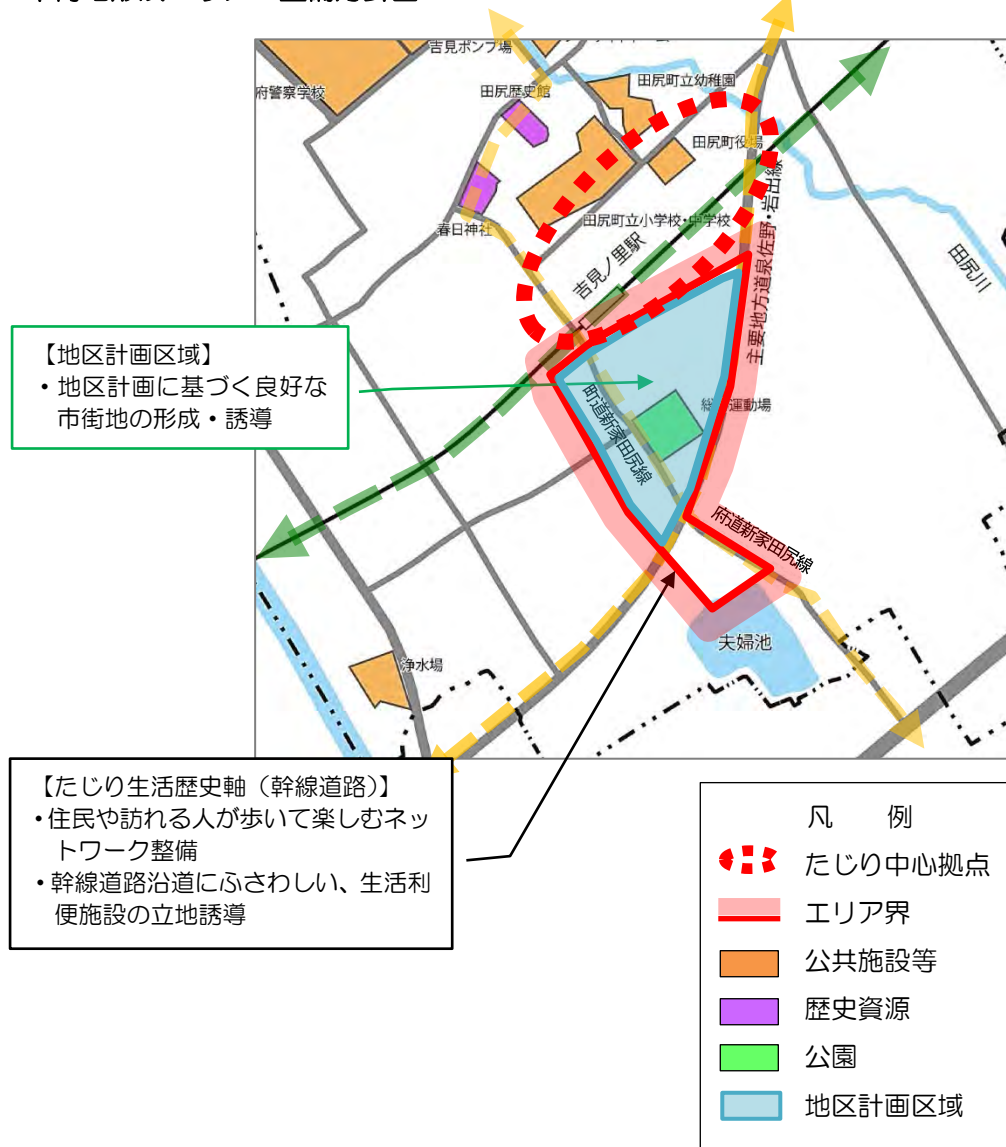 吉見ポンプ場
府警察学校
田尻歴史館
田尻町立幼稚園
田尻町役場
田尻町立小学校・中学校
春日神社
吉見ノ里駅
主要地方道泉佐野・岩出線
田尻川
【地区計画区域】
・地区計画に基づく良好な
市街地の形成・誘導
町道新家田尻線
運動場
府道新家田尻線
夫婦池
浄水場
【たじり生活歴史軸（幹線道路）】
・住民や訪れる人が歩いて楽しむネッ
トワーク整備
・幹線道路沿道にふさわしい、生活利
便施設の立地誘導
凡　例
たじり中心拠点
エリア界
公共施設等
歴史資源
公園
地区計画区域